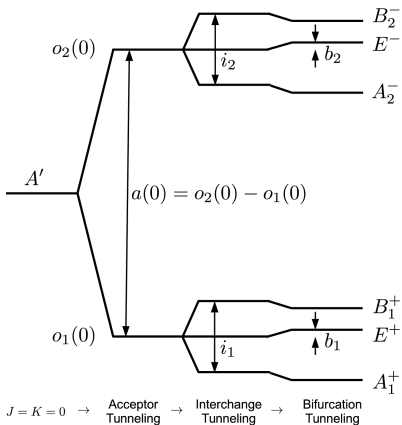 B₂⁻
o₂(0)
E⁻
i₂
b₂
A₂⁻
A′
a(0) = o₂(0) − o₁(0)
B₁⁺
o₁(0)
E⁺
i₁
b₁
A₁⁺
J = K = 0 → Acceptor Tunneling → Interchange Tunneling → Bifurcation Tunneling